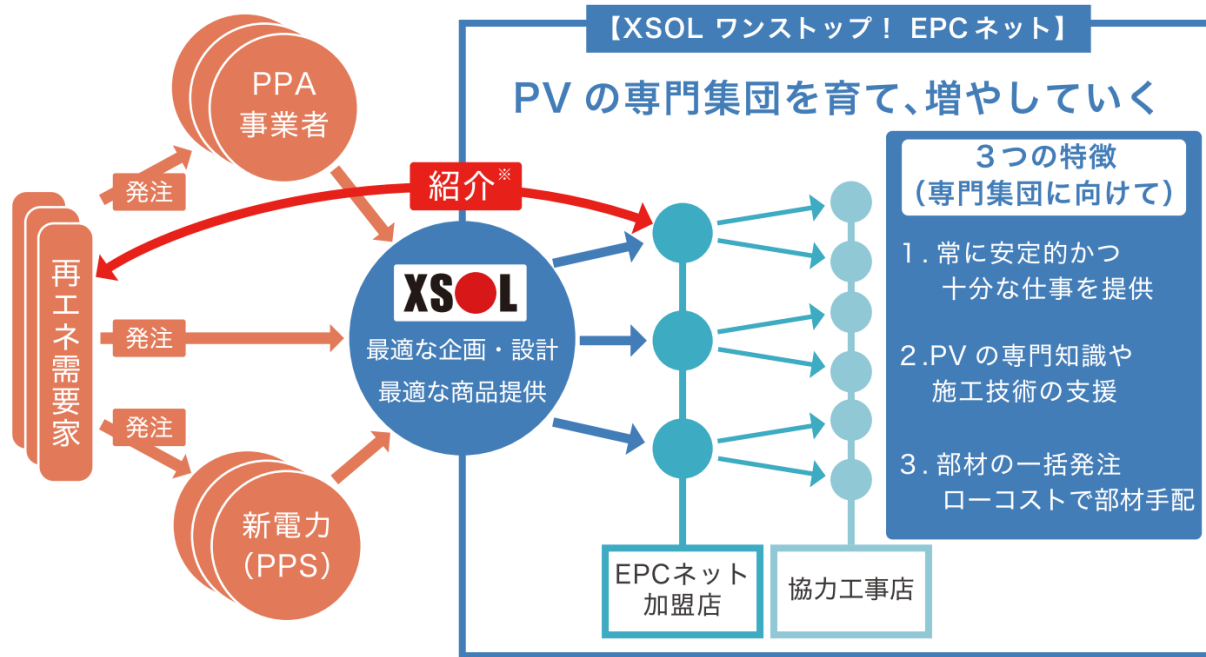 【XSOL ワンストップ！ EPCネット】
PVの専門集団を育て、増やしていく
PPA
事業者
発注
紹介※
再エネ需要家
発注
発注
XSOL
最適な企画・設計
最適な商品提供
新電力
（PPS）
3つの特徴
（専門集団に向けて）
1. 常に安定的かつ
十分な仕事を提供
2.PVの専門知識や
施工技術の支援
3. 部材の一括発注
ローコストで部材手配
EPCネット
加盟店
協力工事店